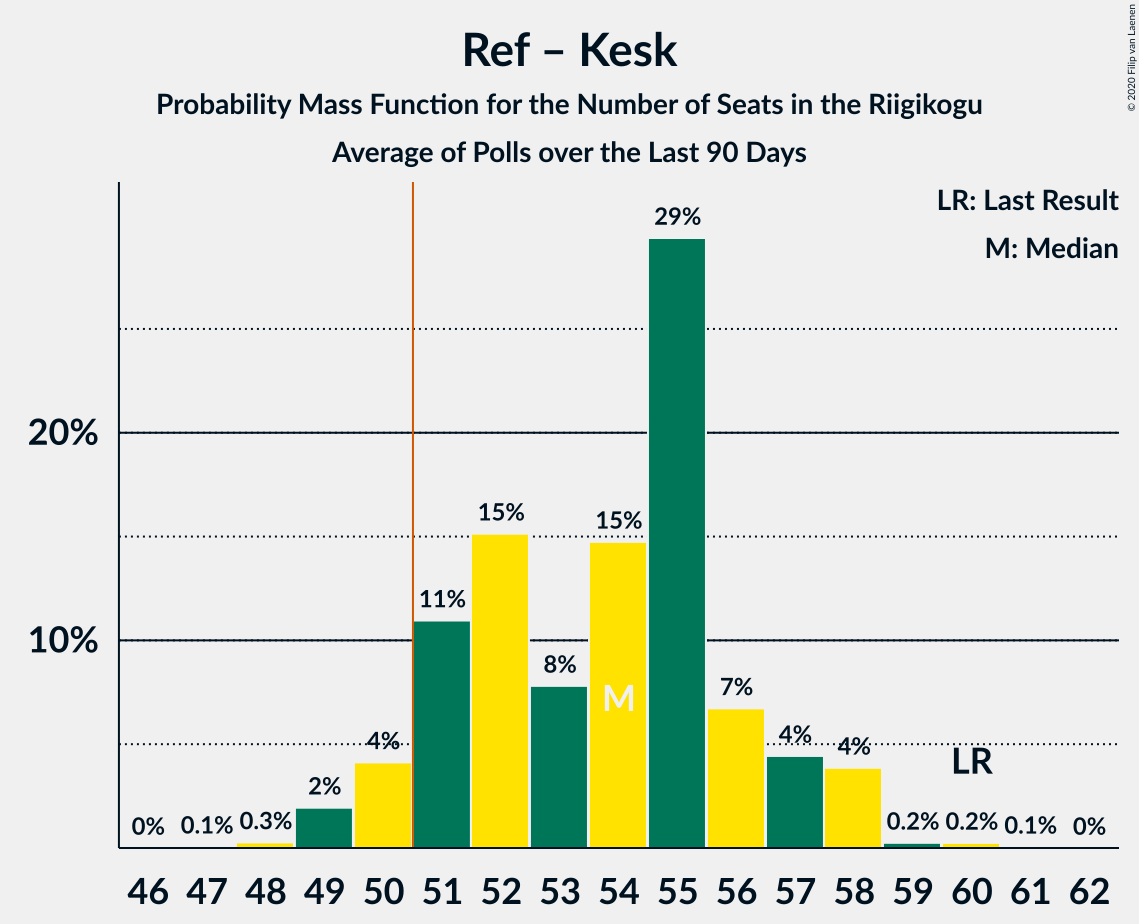 Ref – Kesk
Probability Mass Function for the Number of Seats in the Riigikogu
Average of Polls over the Last 90 Days
© 2020 Filip van Laenen
LR: Last Result
M: Median
29%
20%
15%
15%
11%
10%
8%
7%
M
4%
4%
4%
LR
2%
0%
0.1%
0.3%
0.2%
0.2%
0.1%
0%
46 47 48 49 50 51 52 53 54 55 56 57 58 59 60 61 62